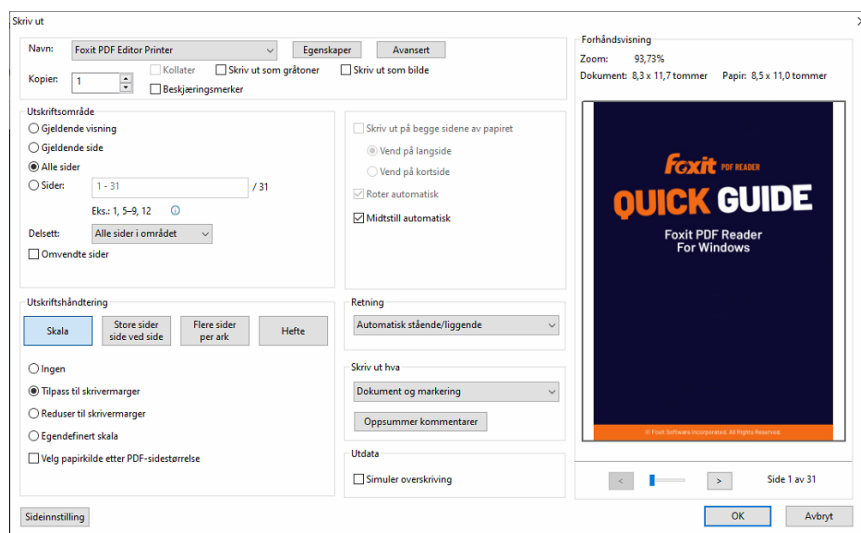 Skriv ut
Navn: Foxit PDF Editor Printer Egenskaper Avansert
Kopier: 1 Kollater Skriv ut som gråtoner Skriv ut som bilde
Beskjæringsmerker
Utskriftsområde
Gjeldende visning
Gjeldende side
Alle sider
Sider: 1 - 31 / 31
Eks.: 1, 5–9, 12
Delsett: Alle sider i området
Omvendte sider
Skriv ut på begge sidene av papiret
Vend på langside
Vend på kortside
Roter automatisk
Midtstill automatisk
Utskriftshåndtering
Skala
Store sider
side ved side
Flere sider
per ark
Hefte
Ingen
Tilpass til skrivermarger
Reduser til skrivermarger
Egendefinert skala
Velg papirkilde etter PDF-sidestørrelse
Retning
Automatisk stående/liggende
Skriv ut hva
Dokument og markering
Oppsummer kommentarer
Utdata
Simuler overskriving
Forhåndsvisning
Zoom: 93,73%
Dokument: 8,3 x 11,7 tommer Papir: 8,5 x 11,0 tommer
Foxit PDF READER
QUICK GUIDE
Foxit PDF Reader
For Windows
© Foxit Software Incorporated. All Rights Reserved.
< > Side 1 av 31
Sideinnstilling OK Avbryt